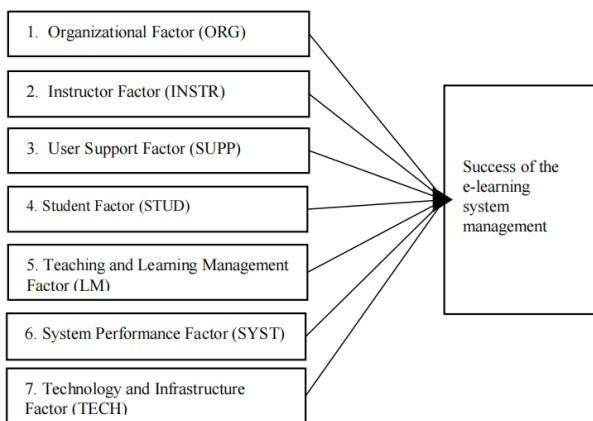 1. Organizational Factor (ORG)
2. Instructor Factor (INSTR)
3. User Support Factor (SUPP)
4. Student Factor (STUD)
5. Teaching and Learning Management
Factor (LM)
6. System Performance Factor (SYST)
7. Technology and Infrastructure
Factor (TECH)
Success of the
e-learning
system
management